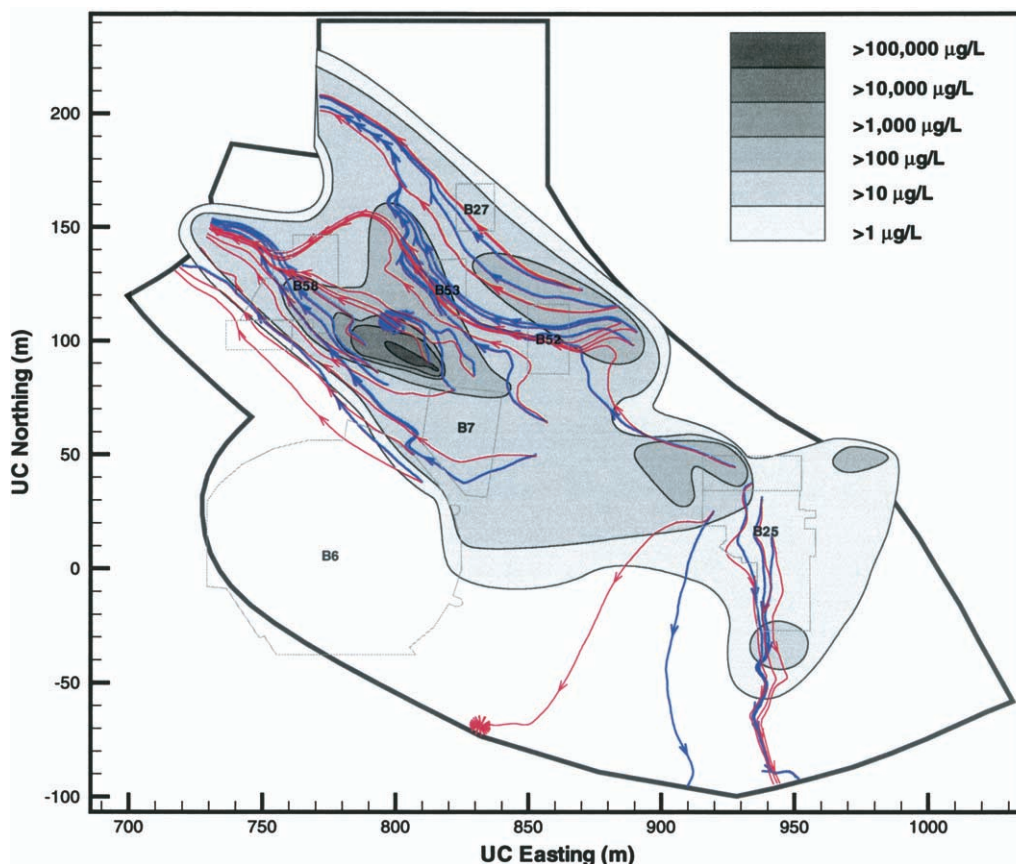 >100,000 µg/L
>10,000 µg/L
>1,000 µg/L
>100 µg/L
>10 µg/L
>1 µg/L
200
150
100
50
0
-50
-100
UC Northing (m)
B27
B58
B53
B52
B7
B6
B25
700
750
800
850
900
950
1000
UC Easting (m)